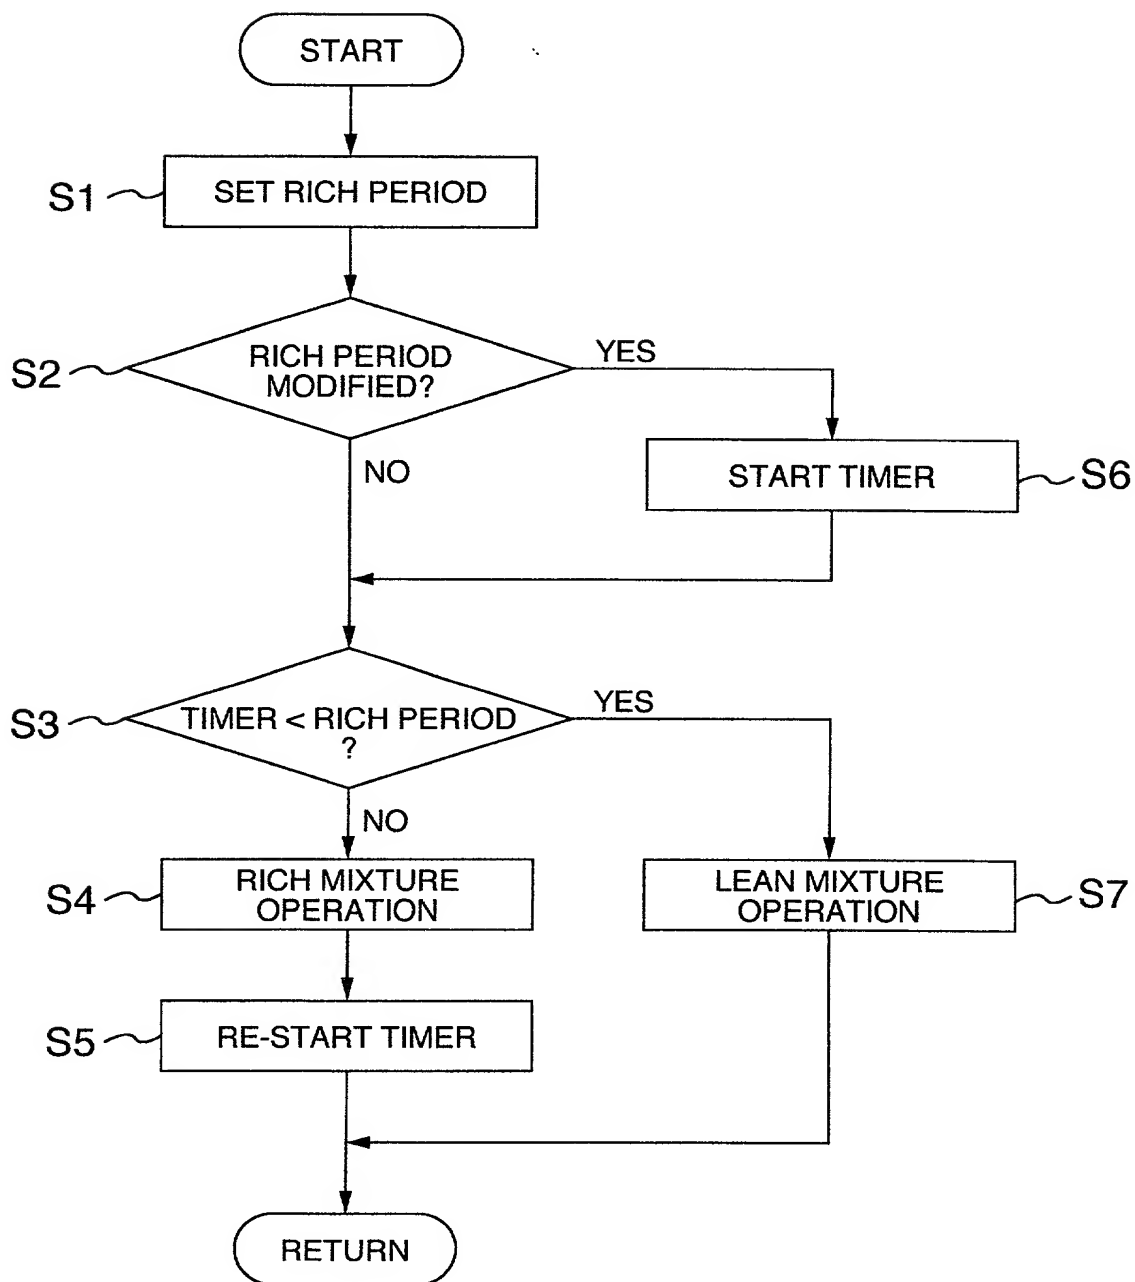 START
S1
SET RICH PERIOD
S2
RICH PERIOD
MODIFIED?
YES
NO
START TIMER
S6
S3
TIMER < RICH PERIOD
?
YES
NO
S4
RICH MIXTURE
OPERATION
LEAN MIXTURE
OPERATION
S7
S5
RE-START TIMER
RETURN